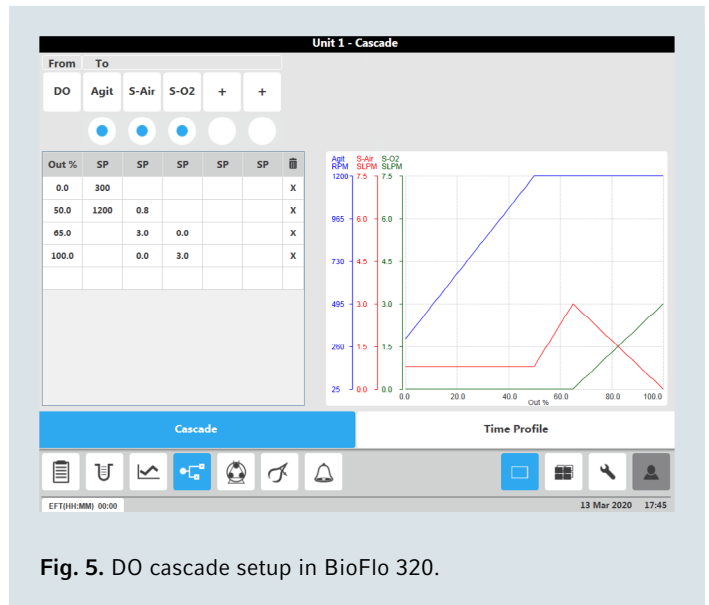 Unit 1 - Cascade
From To
DO Agit S-Air S-O2 + +
Out % SP SP SP SP SP
0.0 300 X
50.0 1200 0.8 X
65.0 3.0 0.0 X
100.0 0.0 3.0 X
Agit S-Air S-O2
RPM SLPM SLPM
1200 7.5 7.5
965 6.0 6.0
730 4.5 4.5
495 3.0 3.0
260 1.5 1.5
25 0.0 0.0
0.0 20.0 40.0 60.0 80.0 100.0
Out %
Cascade Time Profile
EFT(HH:MM) 00:00 13 Mar 2020 17:45
Fig. 5. DO cascade setup in BioFlo 320.